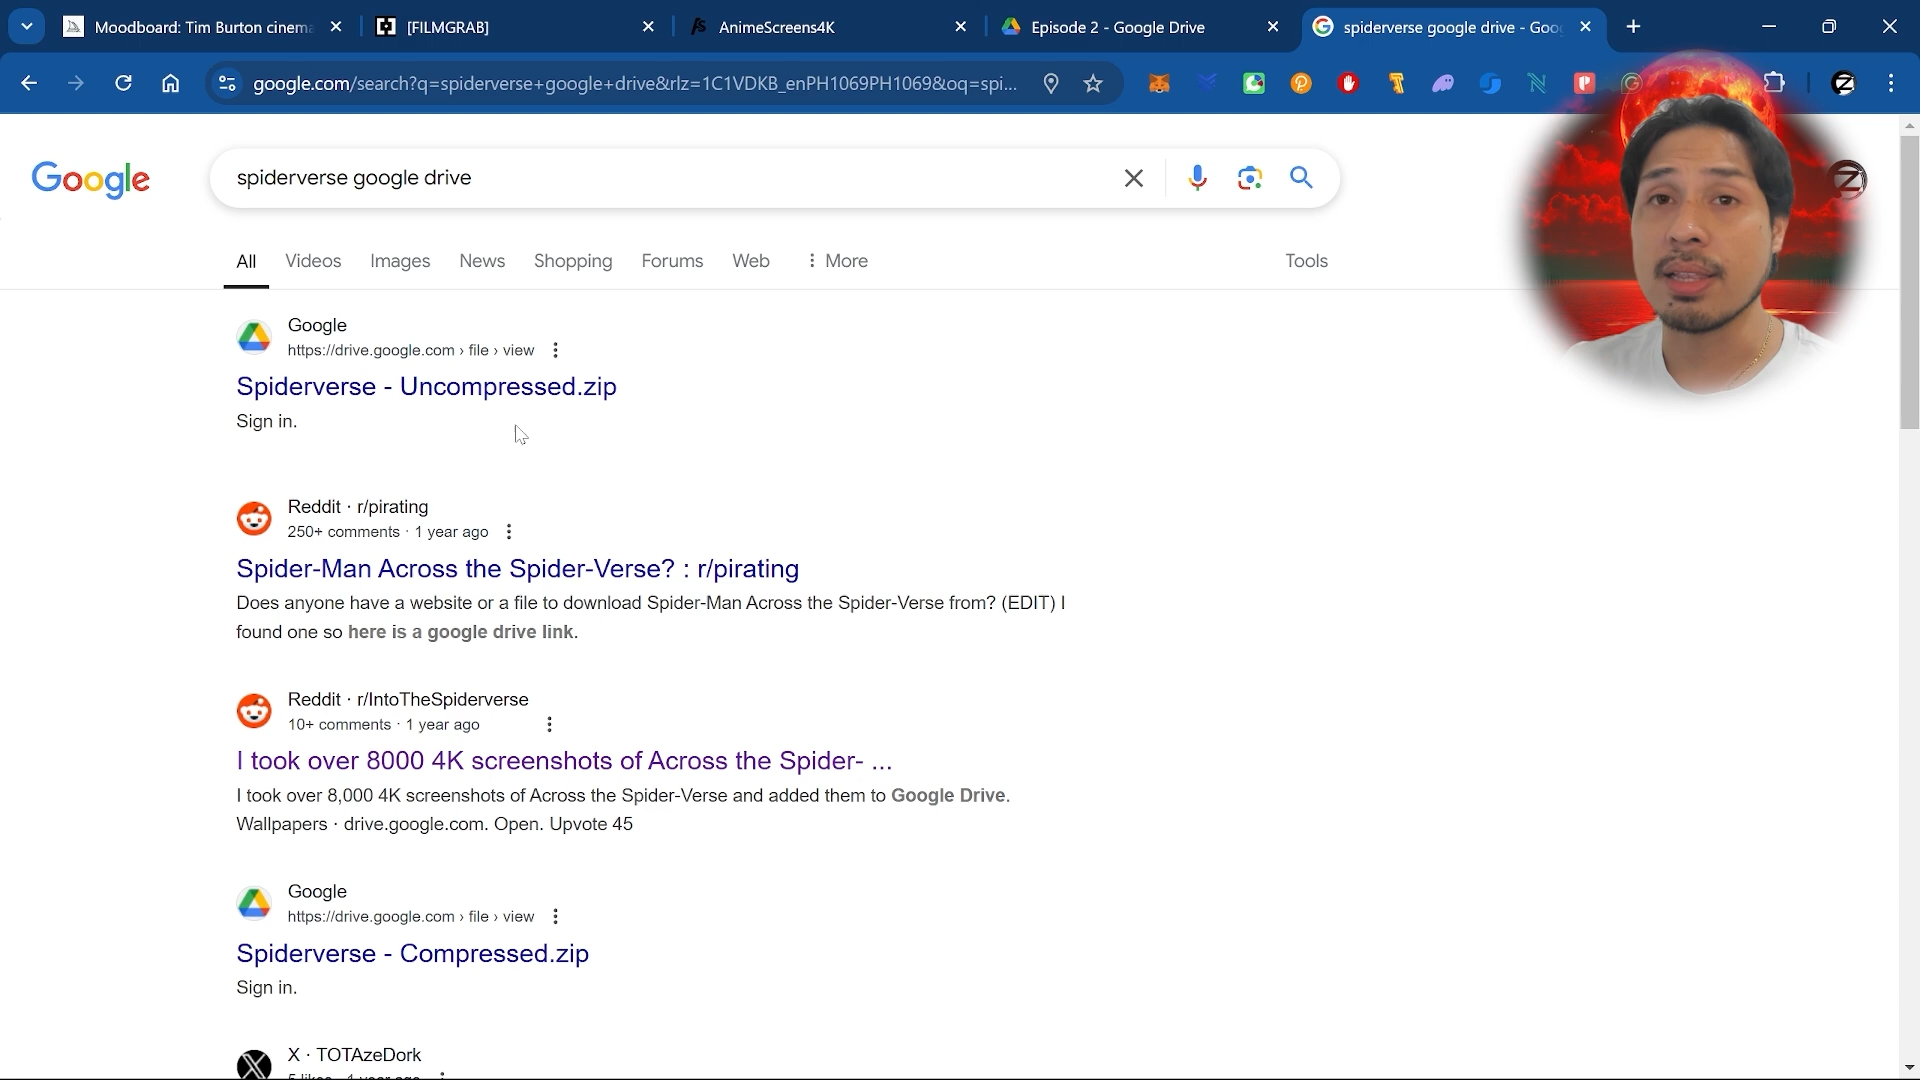 Moodboard: Tim Burton cinema
[FILMGRAB]
AnimeScreens4K
Episode 2 - Google Drive
spiderverse google drive - Goo
google.com/search?q=spiderverse+google+drive&rlz=1C1VDKB_enPH1069PH1069&oq=spi...
Google
spiderverse google drive
All
Videos
Images
News
Shopping
Forums
Web
More
Tools
Google
https://drive.google.com › file › view
Spiderverse - Uncompressed.zip
Sign in.
Reddit · r/pirating
250+ comments · 1 year ago
Spider-Man Across the Spider-Verse? : r/pirating
Does anyone have a website or a file to download Spider-Man Across the Spider-Verse from? (EDIT) I
found one so here is a google drive link.
Reddit · r/IntoTheSpiderverse
10+ comments · 1 year ago
I took over 8000 4K screenshots of Across the Spider- ...
I took over 8,000 4K screenshots of Across the Spider-Verse and added them to Google Drive.
Wallpapers · drive.google.com. Open. Upvote 45
Google
https://drive.google.com › file › view
Spiderverse - Compressed.zip
Sign in.
X · TOTAzeDork
5 likes · 1 year ago